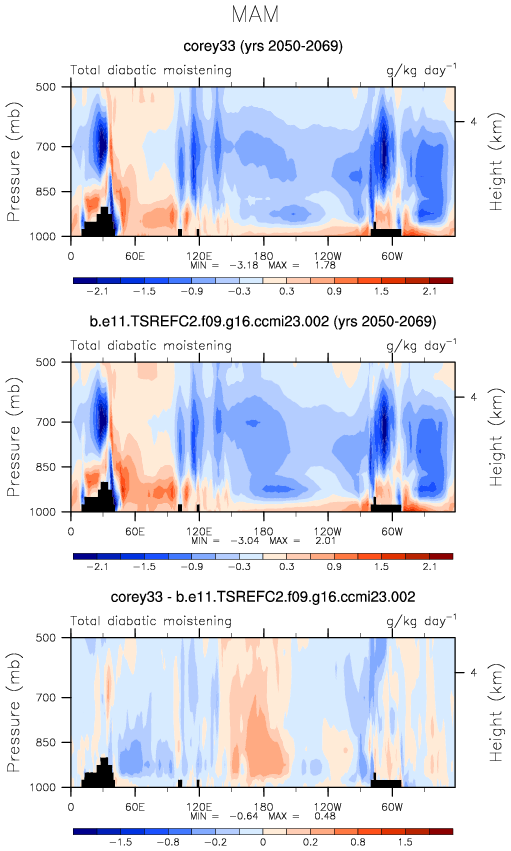 MAM
corey33 (yrs 2050-2069)
Total diabatic moistening g/kg day⁻¹
Pressure (mb)
500
700
850
1000
4
Height (km)
0 60E 120E 180 120W 60W
MIN = −3.18 MAX = 1.78
−2.1 −1.5 −0.9 −0.3 0.3 0.9 1.5 2.1
b.e11.TSREFC2.f09.g16.ccmi23.002 (yrs 2050-2069)
Total diabatic moistening g/kg day⁻¹
Pressure (mb)
500
700
850
1000
4
Height (km)
0 60E 120E 180 120W 60W
MIN = −3.04 MAX = 2.01
−2.1 −1.5 −0.9 −0.3 0.3 0.9 1.5 2.1
corey33 - b.e11.TSREFC2.f09.g16.ccmi23.002
Total diabatic moistening g/kg day⁻¹
Pressure (mb)
500
700
850
1000
4
Height (km)
0 60E 120E 180 120W 60W
MIN = −0.64 MAX = 0.48
−1.5 −0.8 −0.2 0 0.2 0.8 1.5